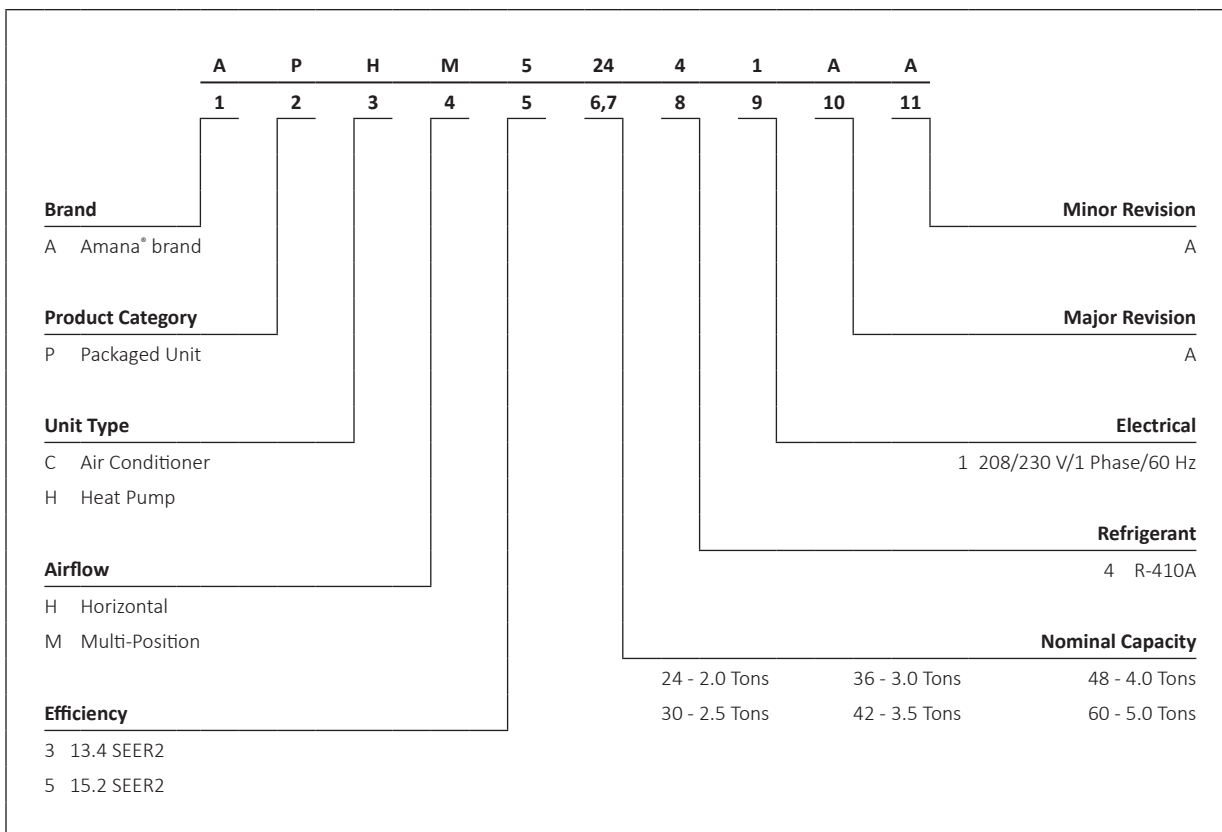 A P H M 5 24 4 1 A A
1 2 3 4 5 6,7 8 9 10 11
Brand
A Amana® brand
Product Category
P Packaged Unit
Unit Type
C Air Conditioner
H Heat Pump
Airflow
H Horizontal
M Multi-Position
Efficiency
3 13.4 SEER2
5 15.2 SEER2
Minor Revision
A
Major Revision
A
Electrical
1 208/230 V/1 Phase/60 Hz
Refrigerant
4 R-410A
Nominal Capacity
24 - 2.0 Tons 36 - 3.0 Tons 48 - 4.0 Tons
30 - 2.5 Tons 42 - 3.5 Tons 60 - 5.0 Tons